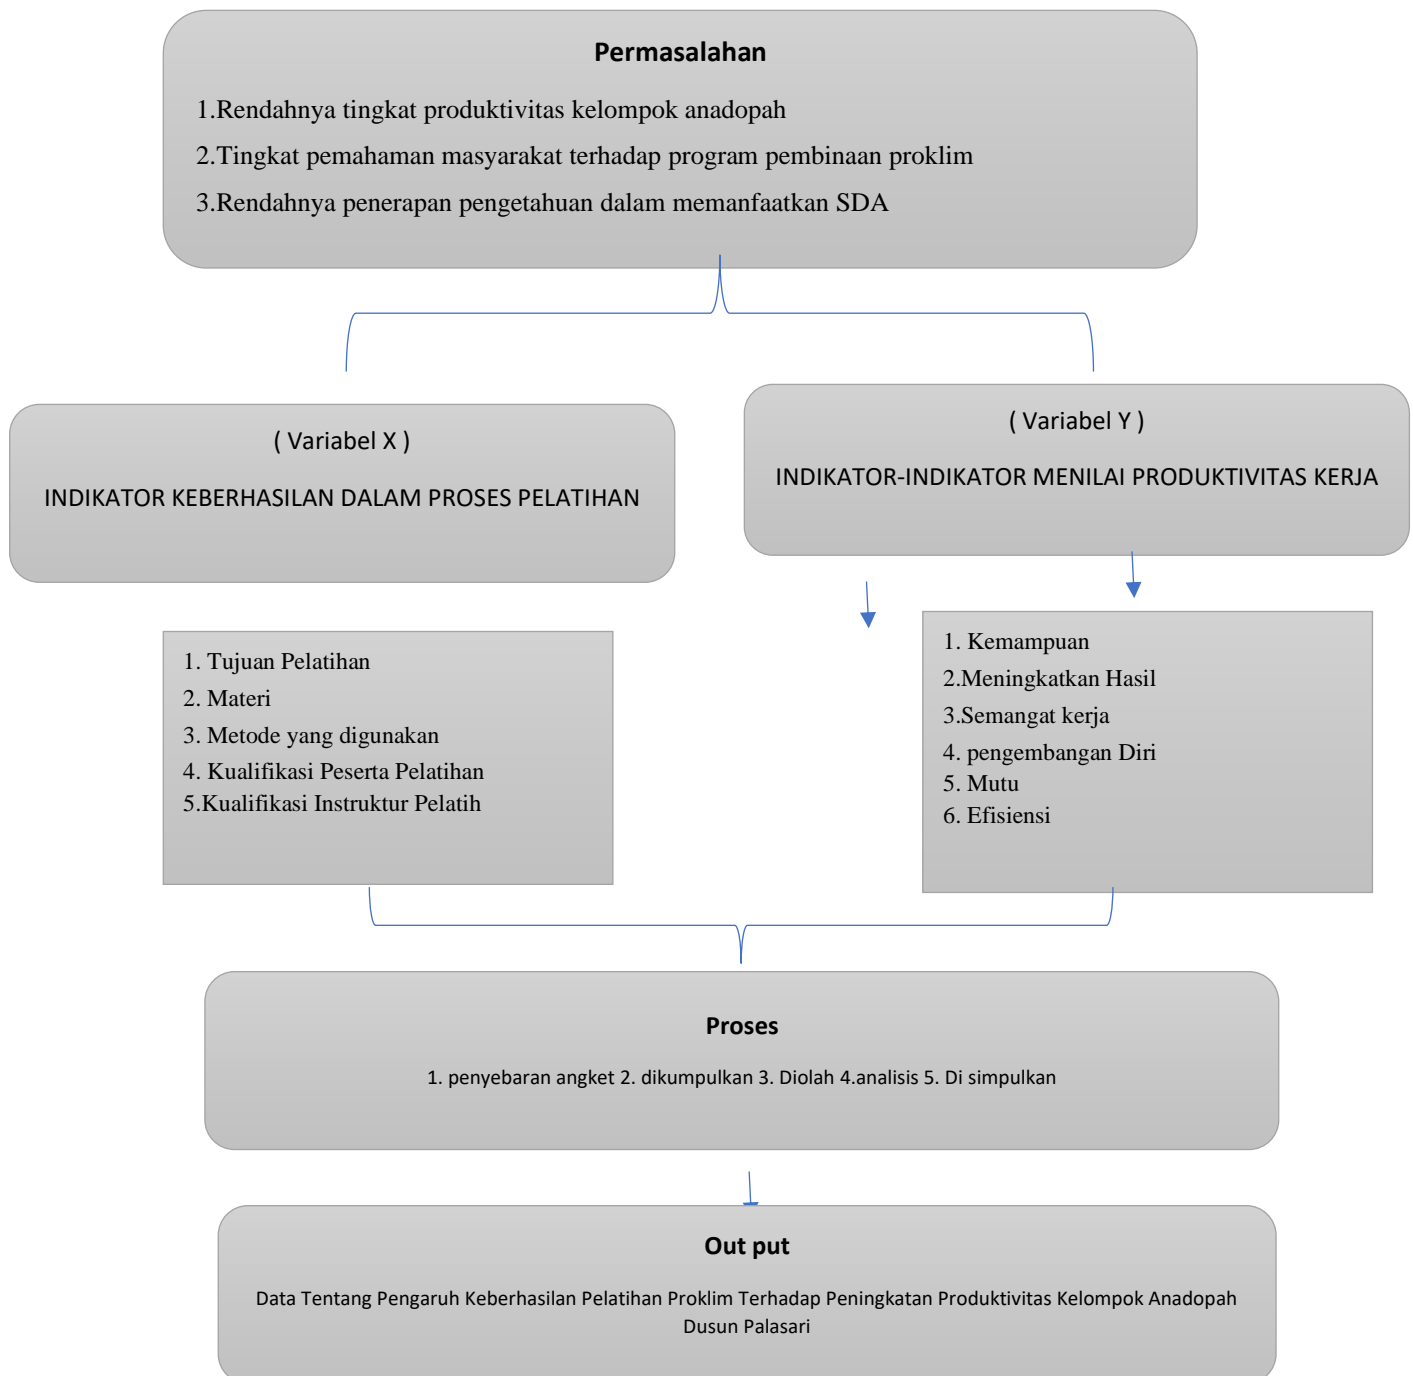 Permasalahan
1.Rendahnya tingkat produktivitas kelompok anadopah
2.Tingkat pemahaman masyarakat terhadap program pembinaan proklim
3.Rendahnya penerapan pengetahuan dalam memanfaatkan SDA
( Variabel X )
INDIKATOR KEBERHASILAN DALAM PROSES PELATIHAN
( Variabel Y )
INDIKATOR-INDIKATOR MENILAI PRODUKTIVITAS KERJA
1. Tujuan Pelatihan
2. Materi
3. Metode yang digunakan
4. Kualifikasi Peserta Pelatihan
5.Kualifikasi Instruktur Pelatih
1. Kemampuan
2.Meningkatkan Hasil
3.Semangat kerja
4. pengembangan Diri
5. Mutu
6. Efisiensi
Proses
1. penyebaran angket 2. dikumpulkan 3. Diolah 4.analisis 5. Di simpulkan
Out put
Data Tentang Pengaruh Keberhasilan Pelatihan Proklim Terhadap Peningkatan Produktivitas Kelompok Anadopah
Dusun Palasari